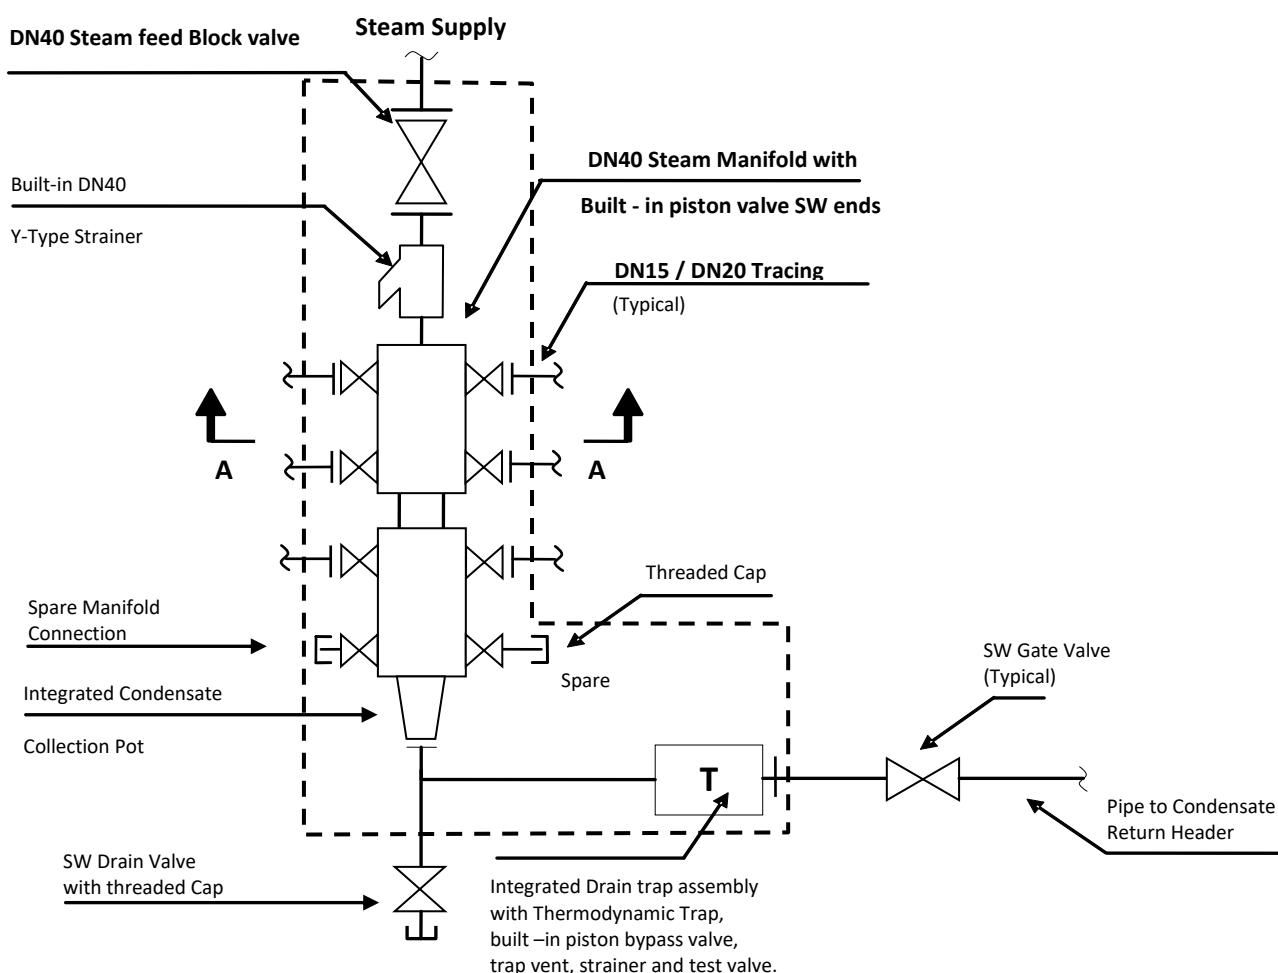 Steam Supply
DN40 Steam feed Block valve
DN40 Steam Manifold with
Built - in piston valve SW ends
Built-in DN40
Y-Type Strainer
DN15 / DN20 Tracing
(Typical)
A
A
Threaded Cap
Spare Manifold
Connection
Spare
SW Gate Valve
(Typical)
Integrated Condensate
Collection Pot
T
Pipe to Condensate
Return Header
SW Drain Valve
with threaded Cap
Integrated Drain trap assembly
with Thermodynamic Trap,
built –in piston bypass valve,
trap vent, strainer and test valve.